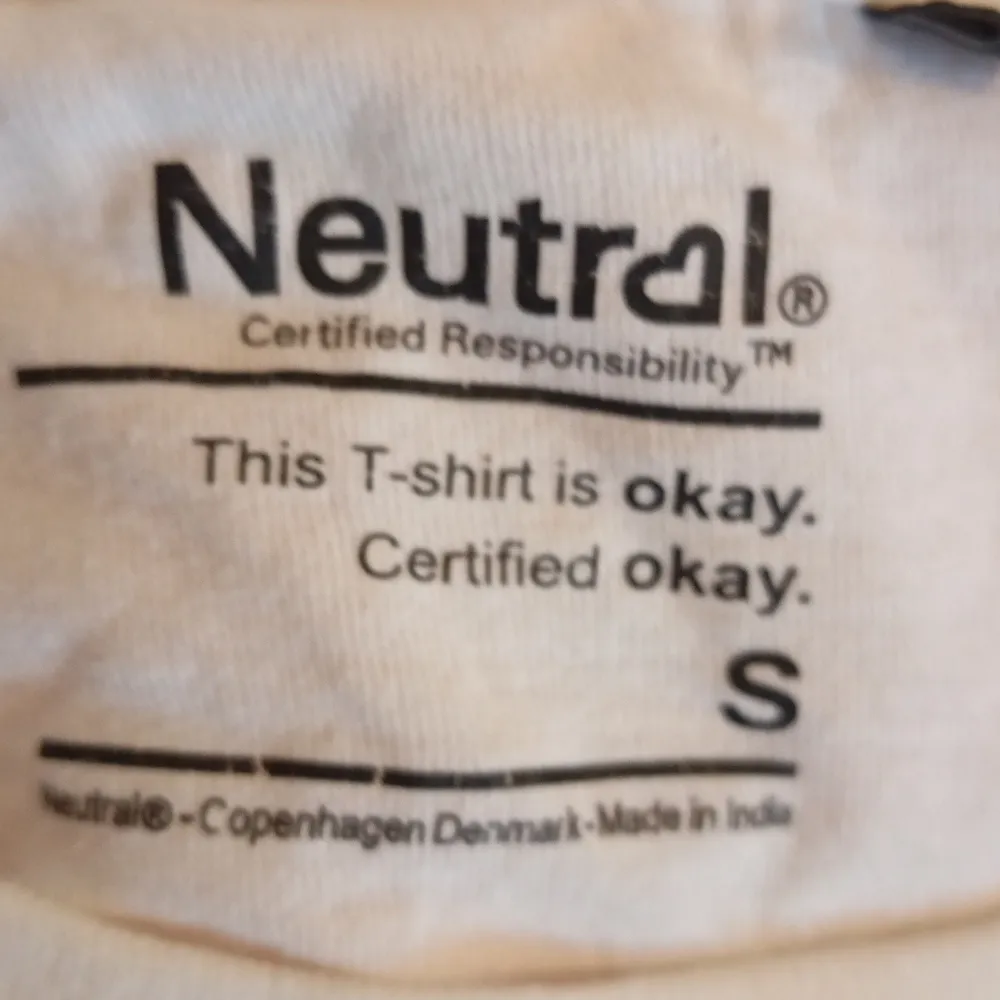 Neutral®
Certified Responsibility™
This T-shirt is okay.
Certified okay.
S
Neutral®-Copenhagen Denmark-Made in India